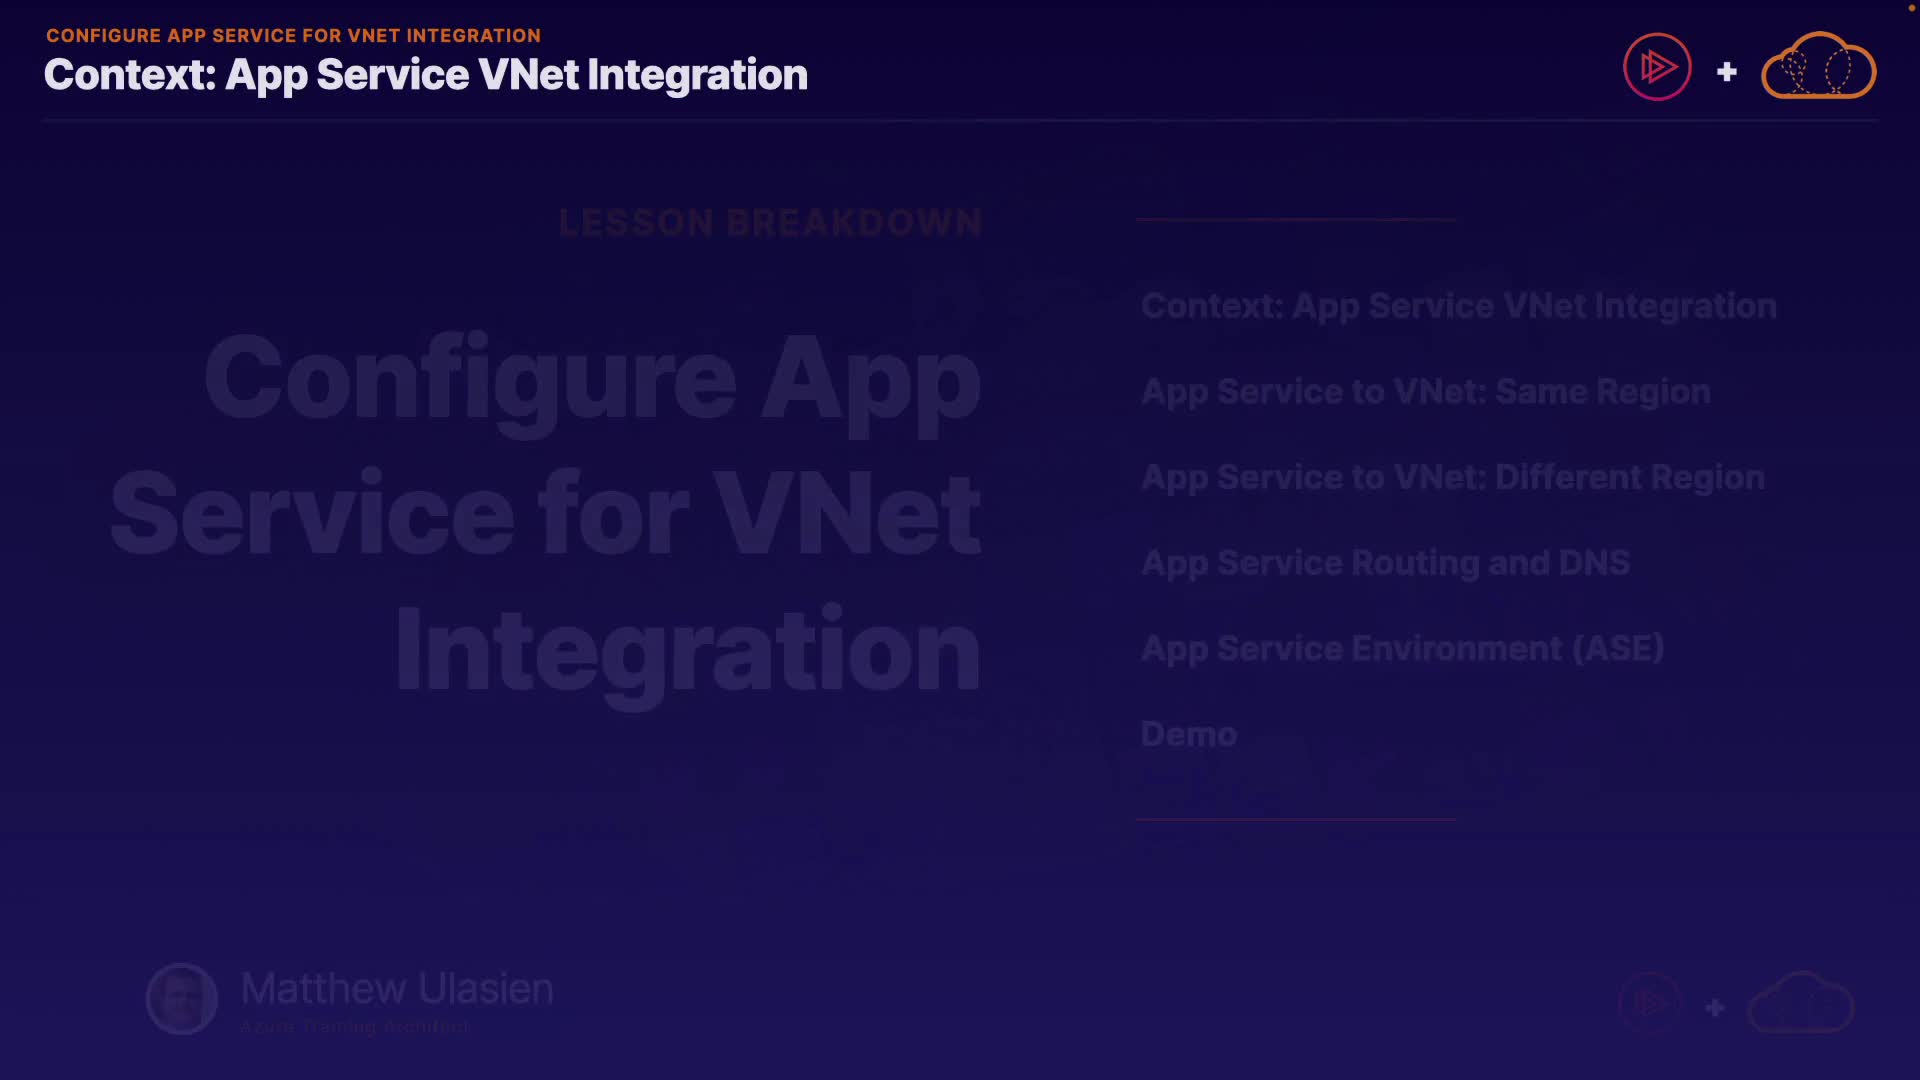 CONFIGURE APP SERVICE FOR VNET INTEGRATION
Context: App Service VNet Integration
+
LESSON BREAKDOWN
Configure App
Service for VNet
Integration
Context: App Service VNet Integration
App Service to VNet: Same Region
App Service to VNet: Different Region
App Service Routing and DNS
App Service Environment (ASE)
Demo
Matthew Ulasien
Azure Training Architect
+